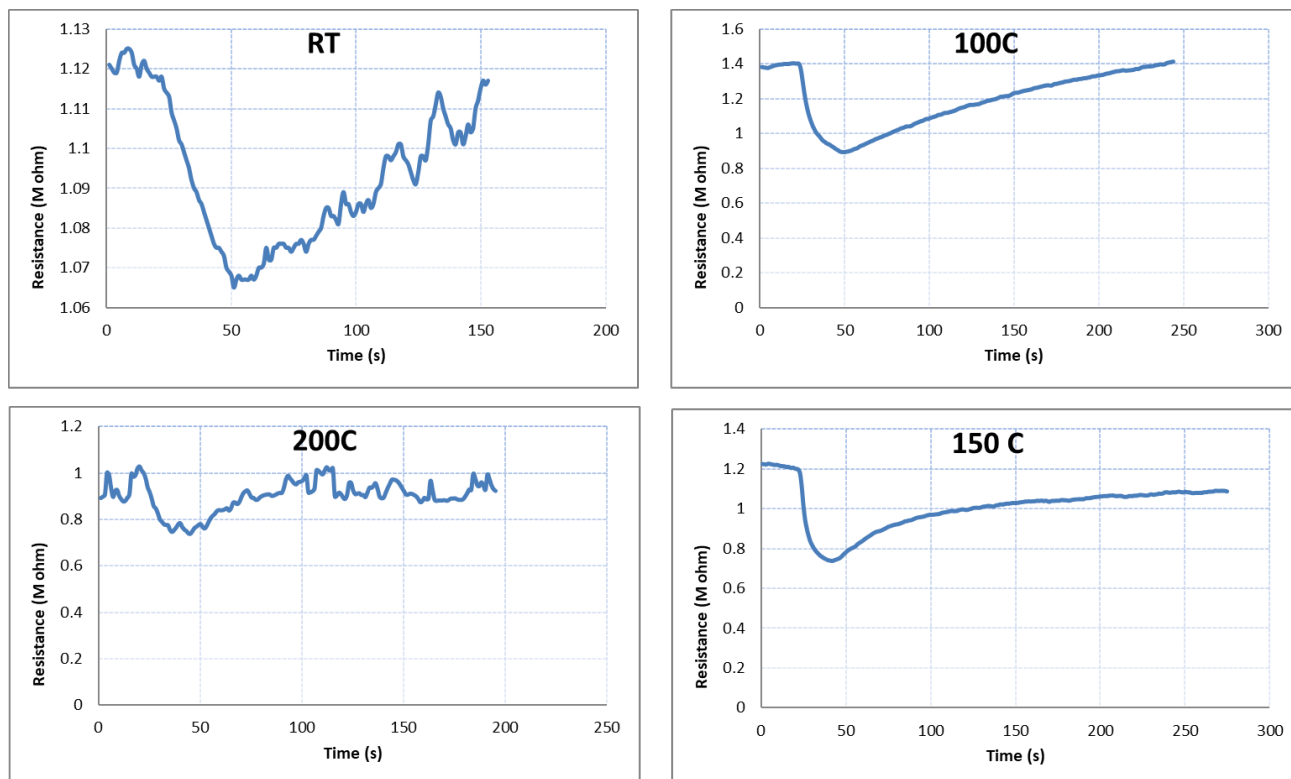 RT
1.13
1.12
1.11
1.1
1.09
1.08
1.07
1.06
Resistance (M ohm)
0 50 100 150 200
Time (s)
100C
1.6
1.4
1.2
1
0.8
0.6
0.4
0.2
0
Resistance (M ohm)
0 50 100 150 200 250 300
Time (s)
200C
1.2
1
0.8
0.6
0.4
0.2
0
Resistance (M ohm)
0 50 100 150 200 250
Time (s)
150 C
1.4
1.2
1
0.8
0.6
0.4
0.2
0
Resistance (M ohm)
0 50 100 150 200 250 300
Time (s)